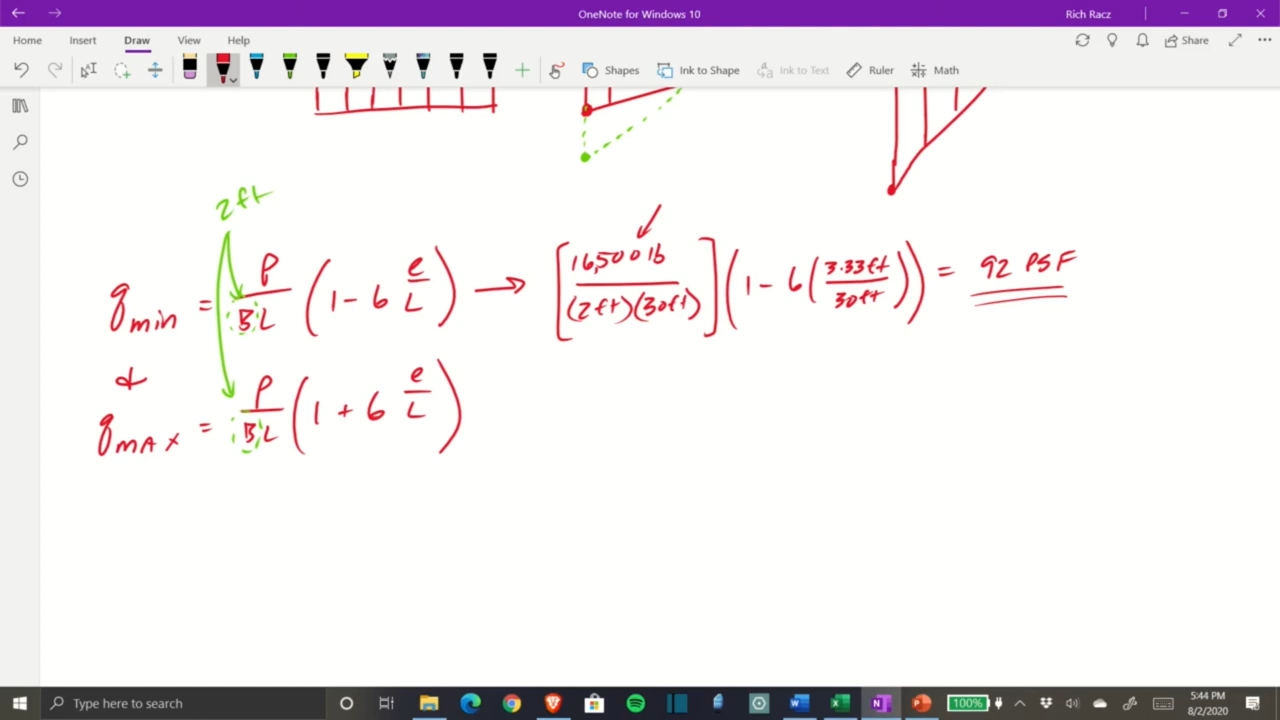 OneNote for Windows 10
Rich Racz
Home Insert Draw View Help
Share
Shapes
Ink to Shape
Ink to Text
Ruler
Math
2ft
q min = P / BL (1 - 6 e / L) → [16,500 lb / (2ft)(30ft)] (1 - 6 (3.33ft / 30ft)) = 92 PSF
&
q MAX = P / BL (1 + 6 e / L)
Type here to search
100%
5:44 PM
8/2/2020